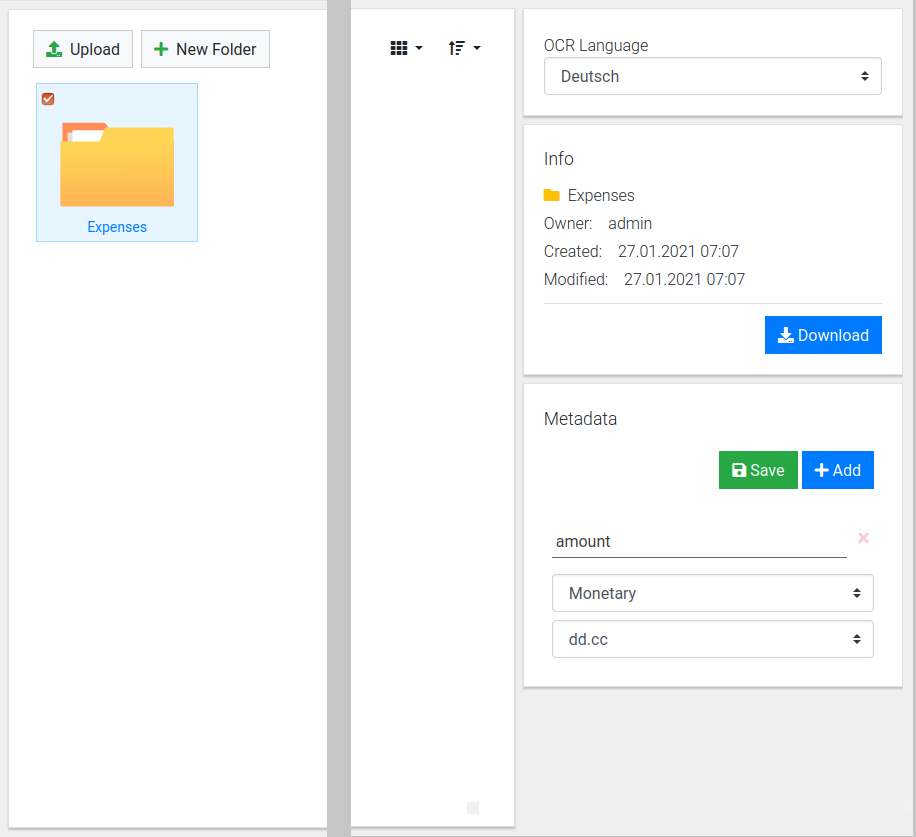 Upload
New Folder
Expenses
OCR Language
Deutsch
Info
Expenses
Owner: admin
Created: 27.01.2021 07:07
Modified: 27.01.2021 07:07
Download
Metadata
Save
Add
amount
Monetary
dd.cc